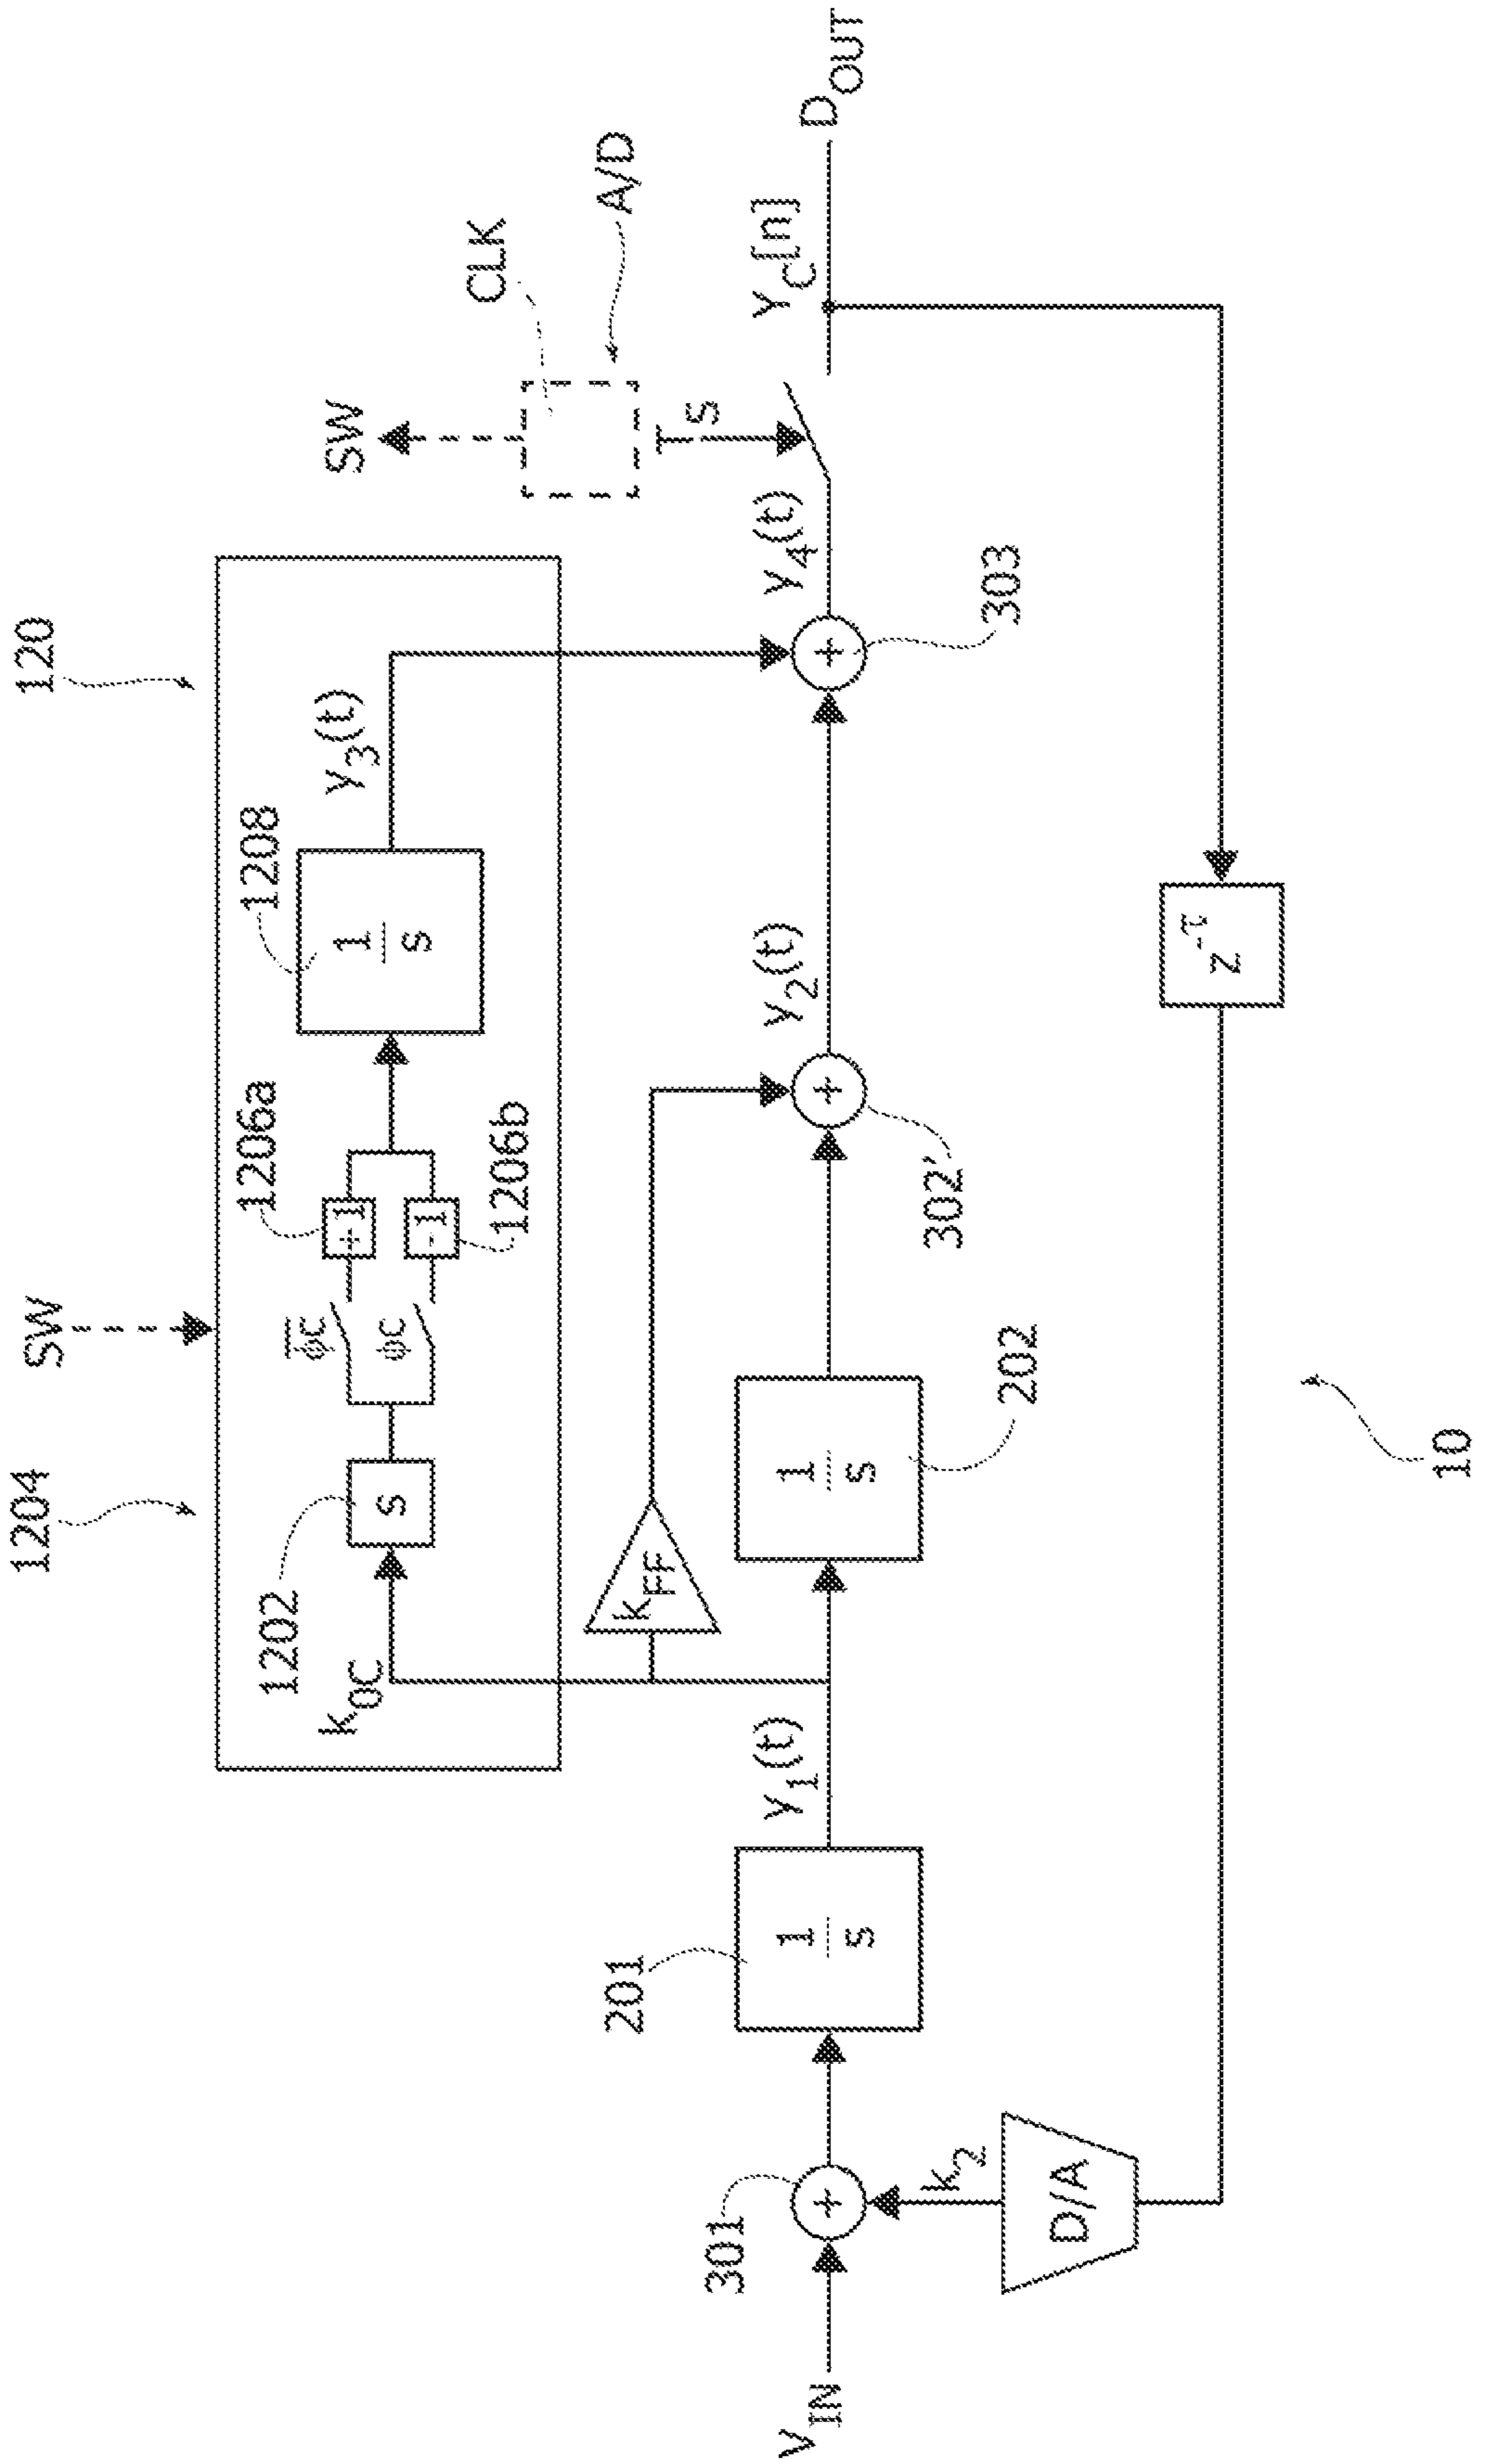 120
1204
SW
SW
CLK
A/D
1202
1206a
1208
k0C
s
φC
φC
+1
-1
1206b
1
s
y3(t)
TS
201
kFF
VIN
301
+
1
s
y1(t)
1
s
202
+
302'
y2(t)
+
303
y4(t)
YC[n]
DOUT
k2
D/A
z-τ
10